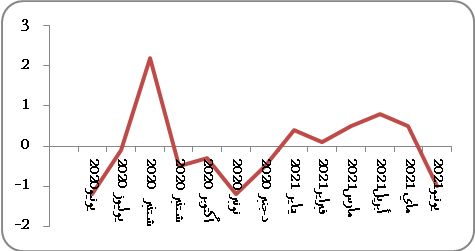 3
2
1
0
-1
-2
يونيو 2020
يوليوز 2020
شتنبر 2020
شتنبر 2020
أكتوبر 2020
نونبر 2020
دجنبر 2020
يناير 2021
فبراير 2021
مارس 2021
أبريل 2021
ماي 2021
يونيو 2021